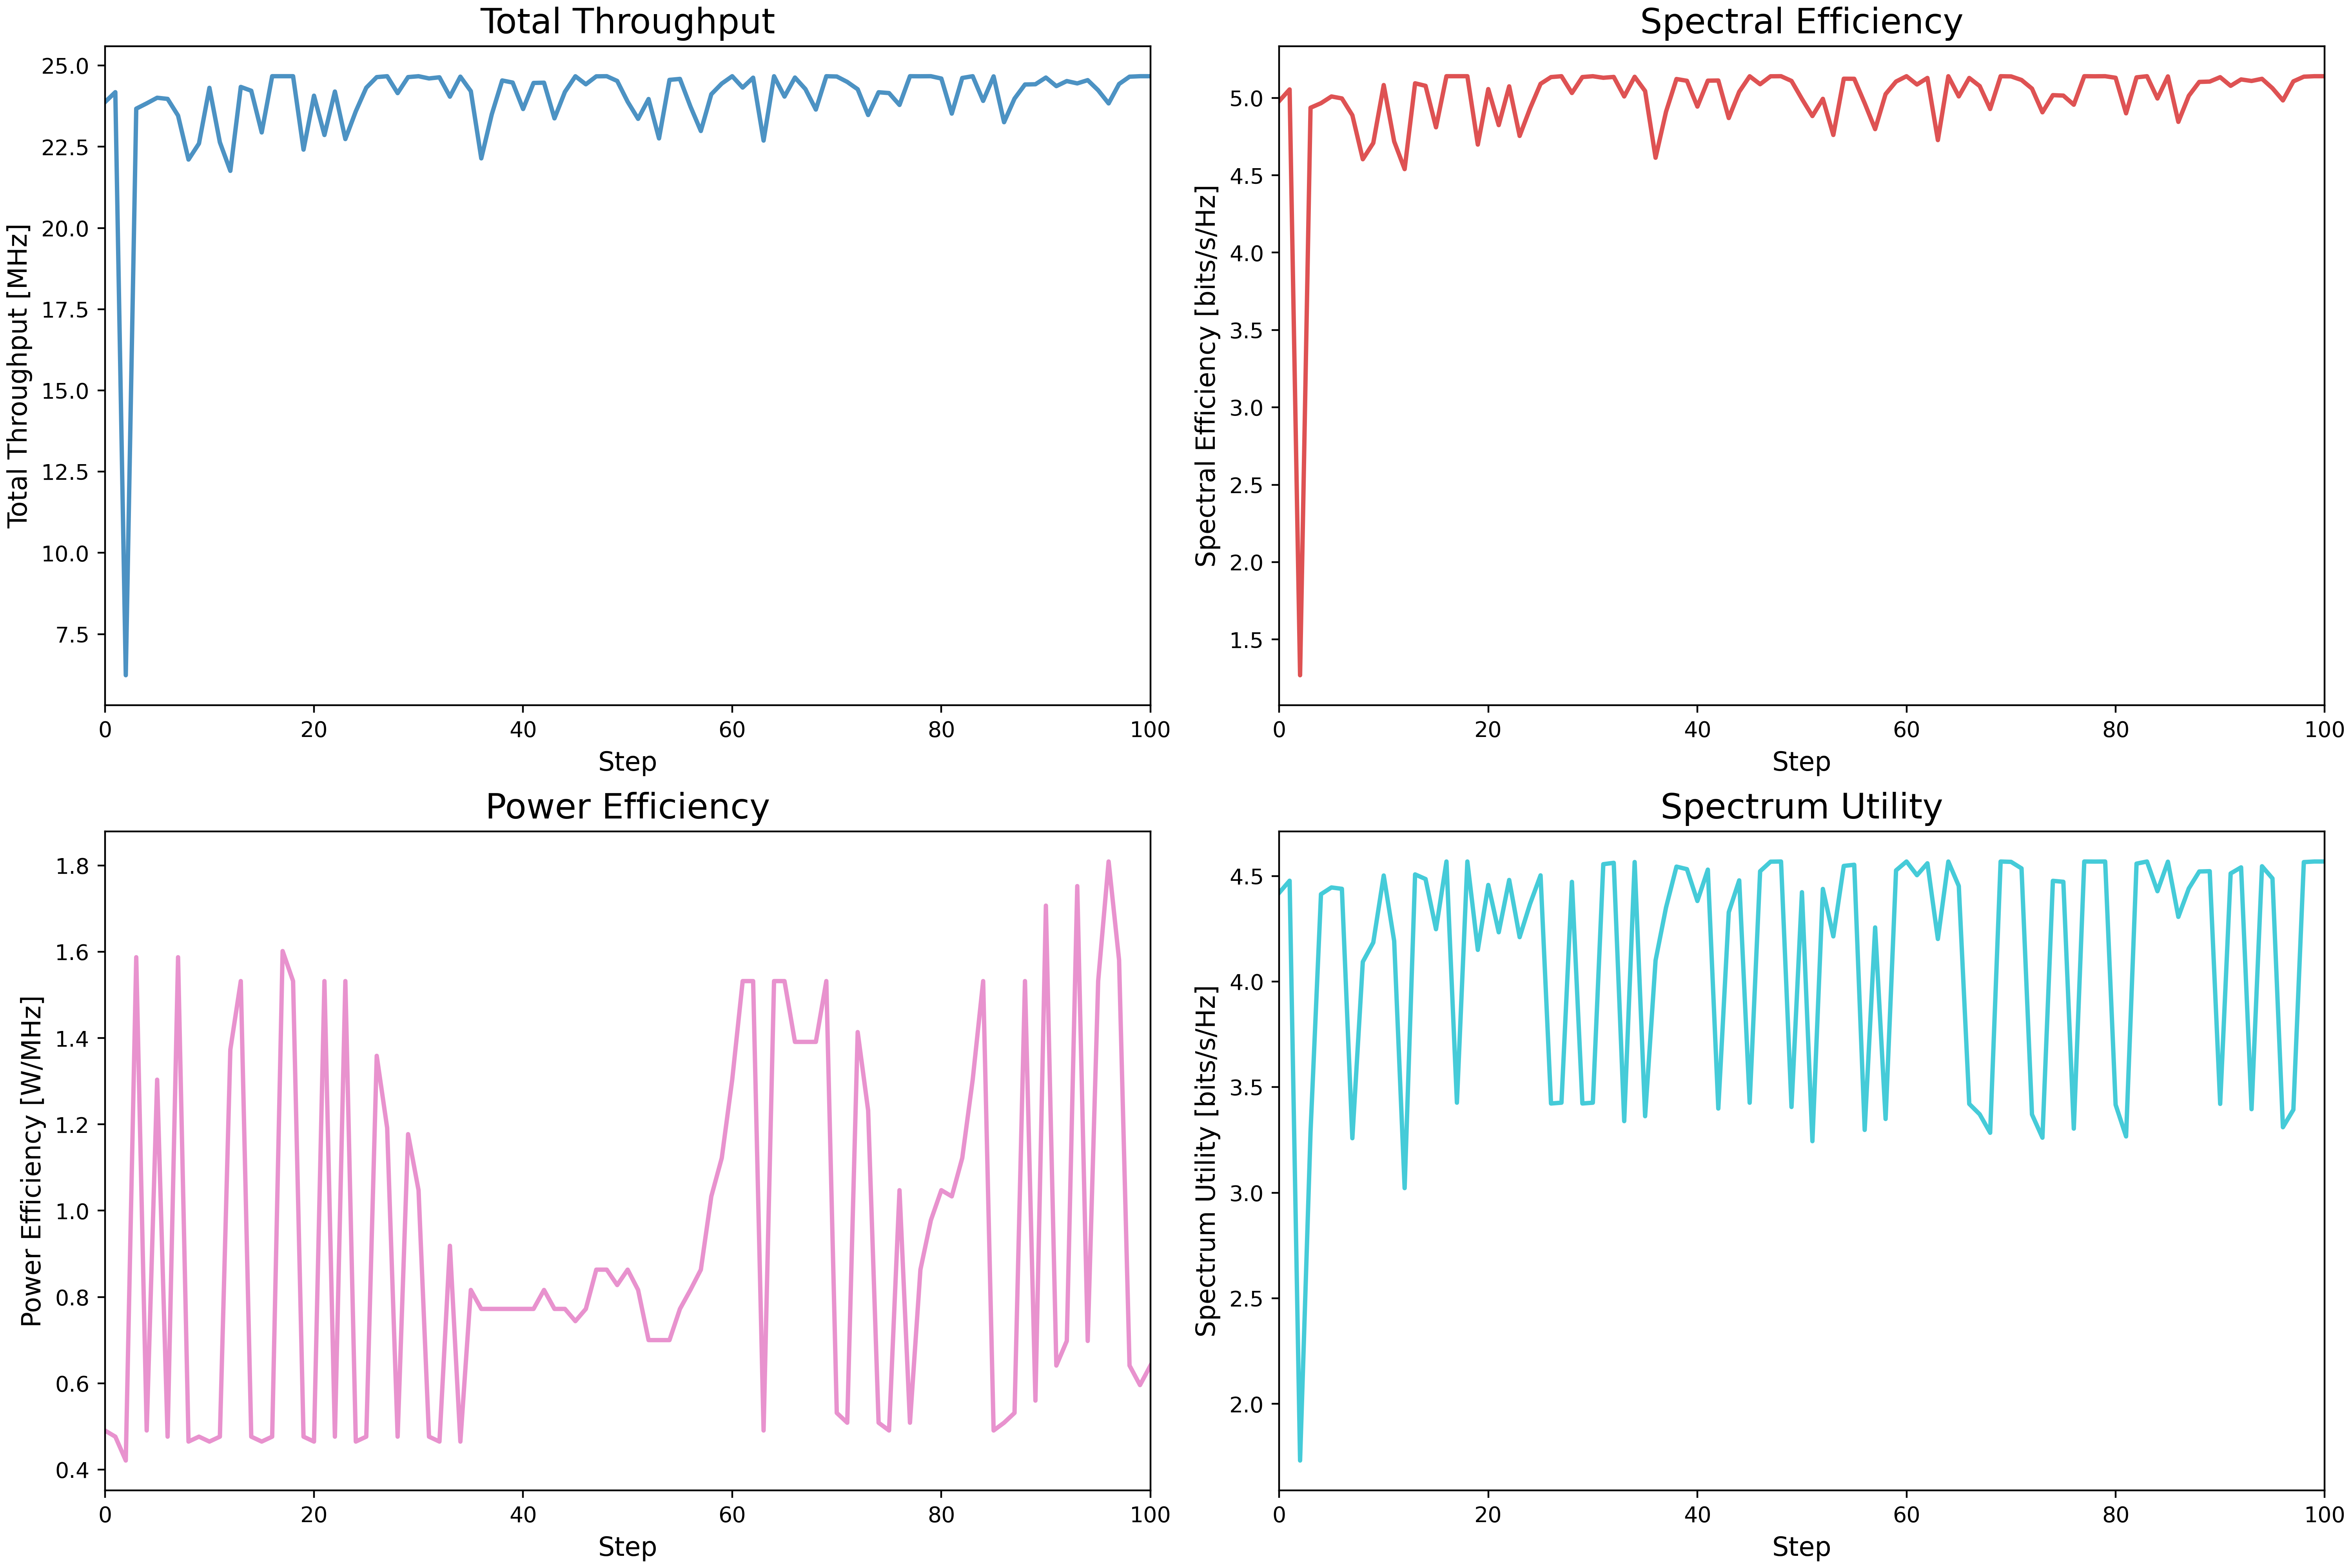 Total Throughput
Total Throughput [MHz]
25.0
22.5
20.0
17.5
15.0
12.5
10.0
7.5
0 20 40 60 80 100
Step
Spectral Efficiency
Spectral Efficiency [bits/s/Hz]
5.0
4.5
4.0
3.5
3.0
2.5
2.0
1.5
0 20 40 60 80 100
Step
Power Efficiency
Power Efficiency [W/MHz]
1.8
1.6
1.4
1.2
1.0
0.8
0.6
0.4
0 20 40 60 80 100
Step
Spectrum Utility
Spectrum Utility [bits/s/Hz]
4.5
4.0
3.5
3.0
2.5
2.0
0 20 40 60 80 100
Step